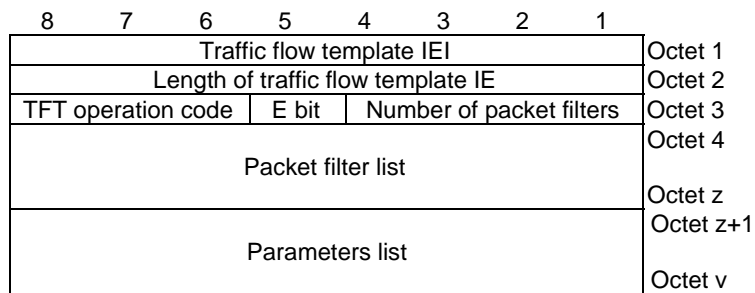 8 7 6 5 4 3 2 1
Traffic flow template IEI Octet 1
Length of traffic flow template IE Octet 2
TFT operation code E bit Number of packet filters Octet 3
Octet 4
Packet filter list
Octet z
Octet z+1
Parameters list
Octet v